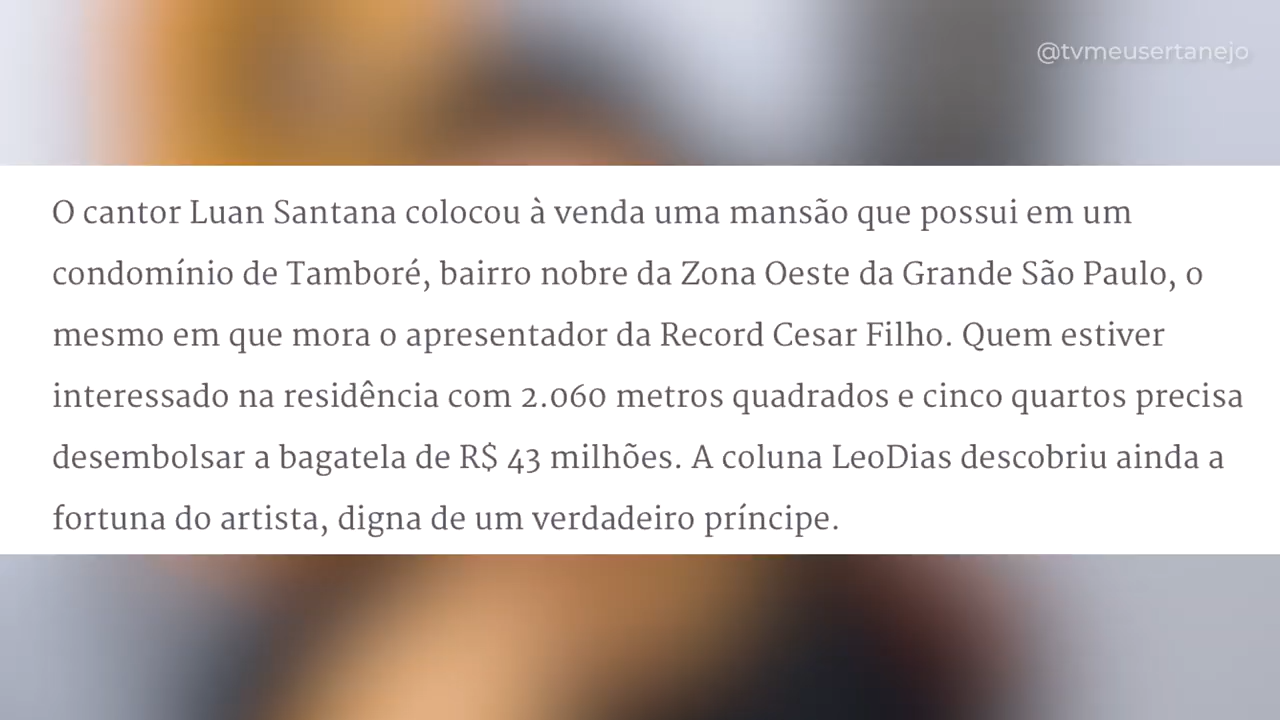 @tvmeusertanejo
O cantor Luan Santana colocou à venda uma mansão que possui em um
condomínio de Tamboré, bairro nobre da Zona Oeste da Grande São Paulo, o
mesmo em que mora o apresentador da Record Cesar Filho. Quem estiver
interessado na residência com 2.060 metros quadrados e cinco quartos precisa
desembolsar a bagatela de R$ 43 milhões. A coluna LeoDias descobriu ainda a
fortuna do artista, digna de um verdadeiro príncipe.